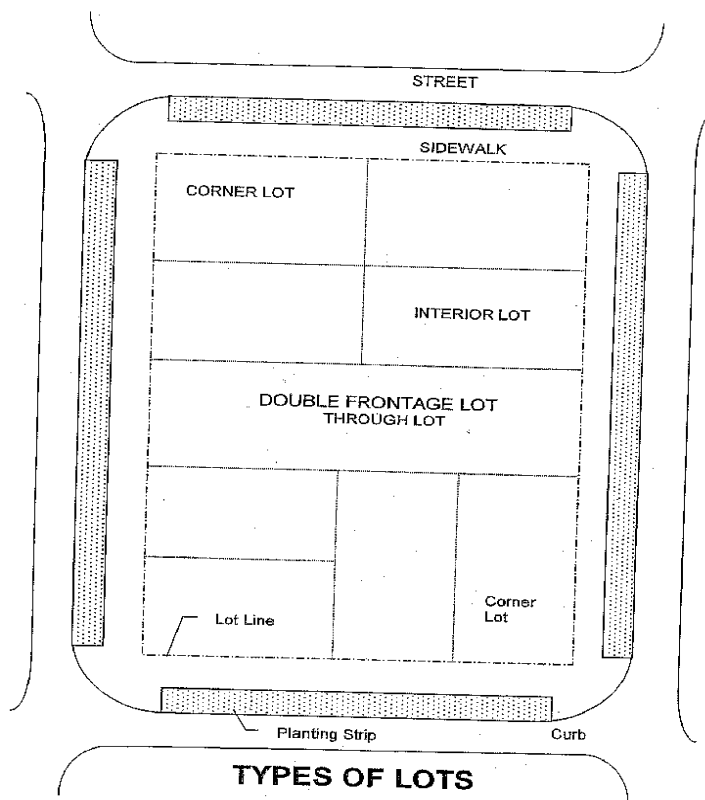 STREET
SIDEWALK
CORNER LOT
INTERIOR LOT
DOUBLE FRONTAGE LOT
THROUGH LOT
Corner
Lot
Lot Line
Planting Strip
Curb
TYPES OF LOTS